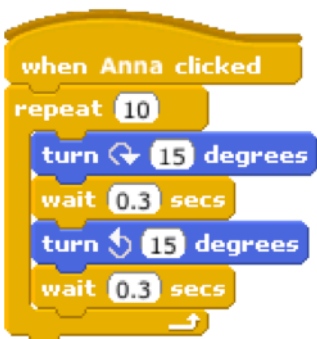 when Anna clicked
repeat 10
turn 15 degrees
wait 0.3 secs
turn 15 degrees
wait 0.3 secs